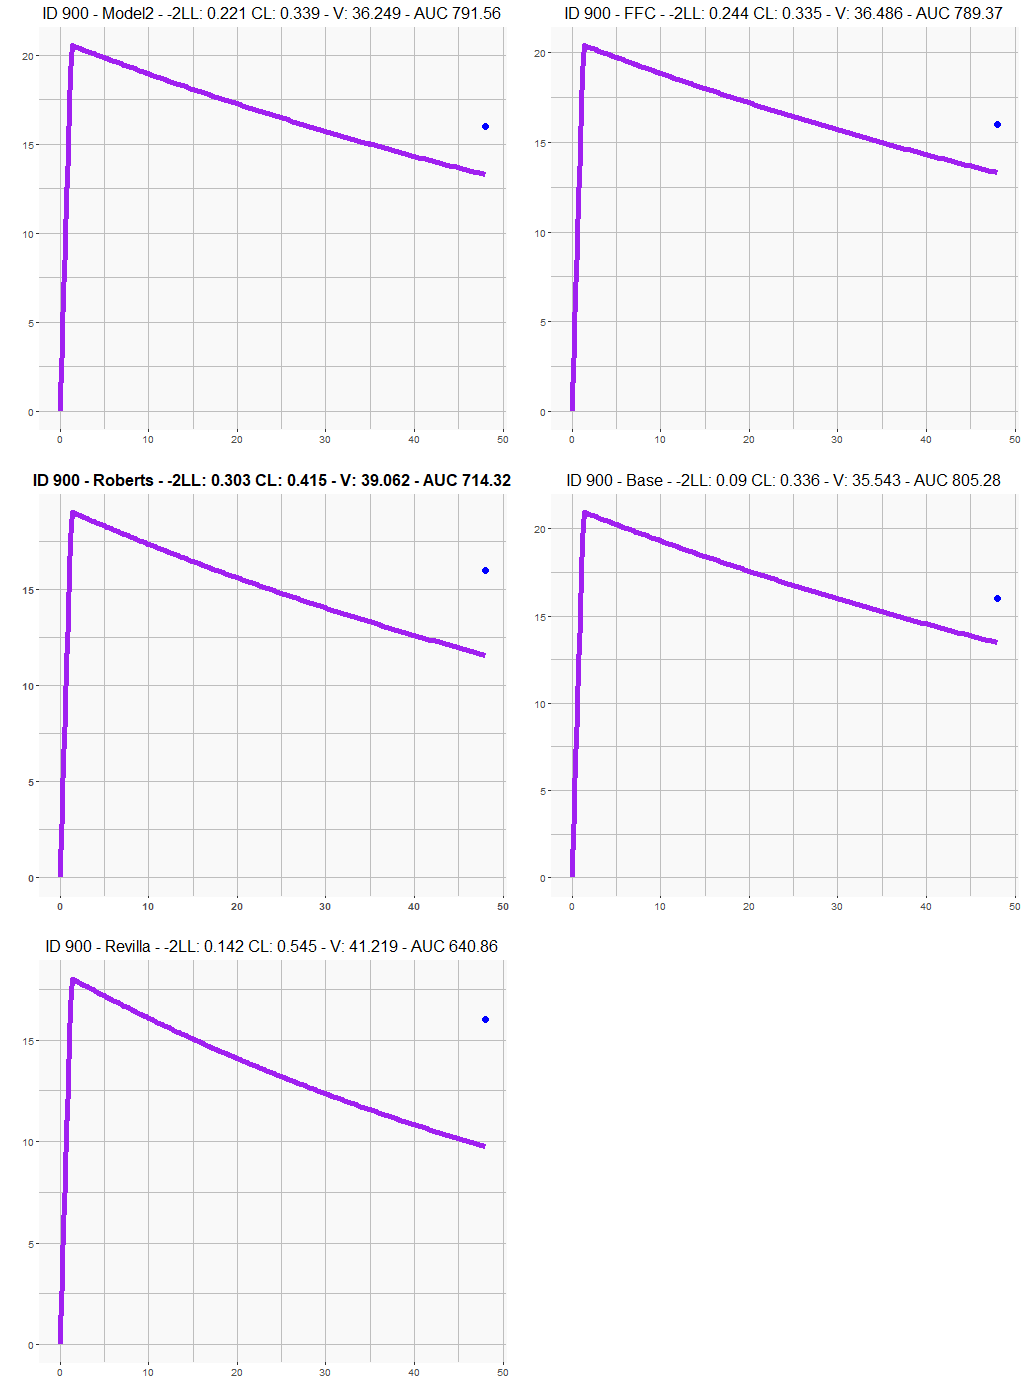 ID 900 - Model2 - -2LL: 0.221 CL: 0.339 - V: 36.249 - AUC 791.56
20
15
10
5
0
0 10 20 30 40 50
ID 900 - FFC - -2LL: 0.244 CL: 0.335 - V: 36.486 - AUC 789.37
20
15
10
5
0
0 10 20 30 40 50
ID 900 - Roberts - -2LL: 0.303 CL: 0.415 - V: 39.062 - AUC 714.32
15
10
5
0
0 10 20 30 40 50
ID 900 - Base - -2LL: 0.09 CL: 0.336 - V: 35.543 - AUC 805.28
20
15
10
5
0
0 10 20 30 40 50
ID 900 - Revilla - -2LL: 0.142 CL: 0.545 - V: 41.219 - AUC 640.86
15
10
5
0
0 10 20 30 40 50